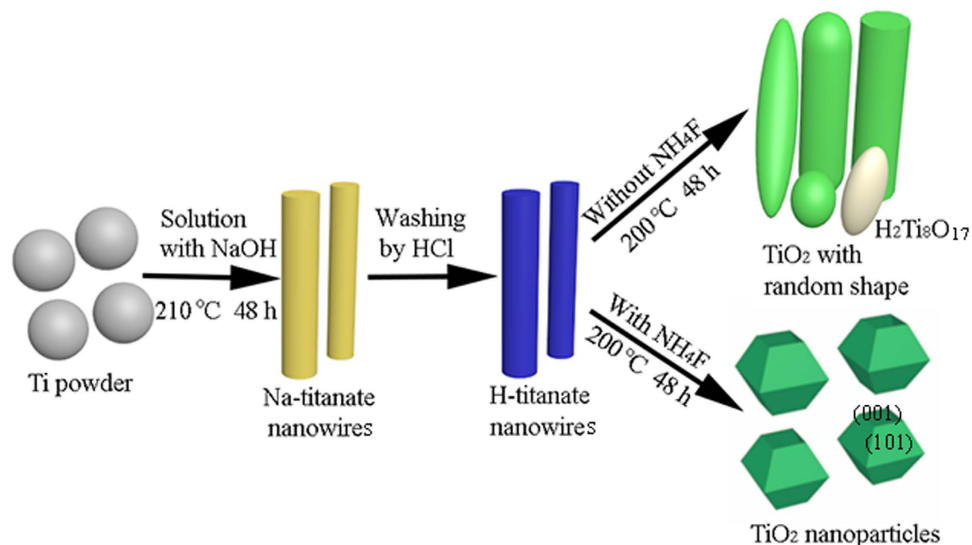 Ti powder
Solution
with NaOH
210 °C 48 h
Na-titanate
nanowires
Washing
by HCl
H-titanate
nanowires
Without NH₄F
200 °C 48 h
H₂Ti₈O₁₇
TiO₂ with
random shape
With NH₄F
200 °C 48 h
(001)
(101)
TiO₂ nanoparticles